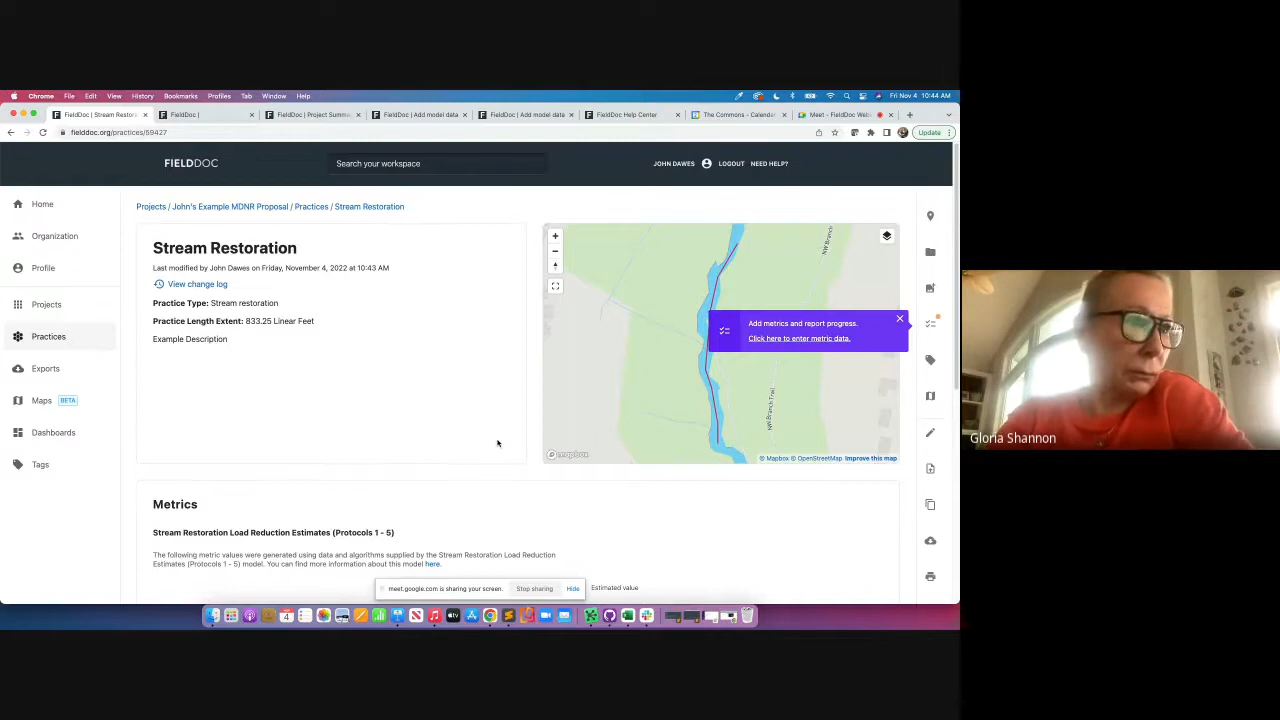 Chrome File Edit View History Bookmarks Profiles Tab Window Help
Fri Nov 4 10:44 AM
FieldDoc | Stream Restor
FieldDoc |
FieldDoc | Project Summa
FieldDoc | Add model data
FieldDoc | Add model data
FieldDoc Help Center
The Commons - Calendar
Meet - FieldDoc Web
fielddoc.org/practices/59427
Update
FIELDDOC
Search your workspace
JOHN DAWES
LOGOUT
NEED HELP?
Home
Organization
Profile
Projects
Practices
Exports
Maps BETA
Dashboards
Tags
Projects / John's Example MDNR Proposal / Practices / Stream Restoration
Stream Restoration
Last modified by John Dawes on Friday, November 4, 2022 at 10:43 AM
View change log
Practice Type: Stream restoration
Practice Length Extent: 833.25 Linear Feet
Example Description
NW Branch
NW Branch Trail
Add metrics and report progress.
Click here to enter metric data.
mapbox
© Mapbox © OpenStreetMap Improve this map
Metrics
Stream Restoration Load Reduction Estimates (Protocols 1 - 5)
The following metric values were generated using data and algorithms supplied by the Stream Restoration Load Reduction
Estimates (Protocols 1 - 5) model. You can find more information about this model here.
meet.google.com is sharing your screen.
Stop sharing
Hide
Estimated value
Gloria Shannon